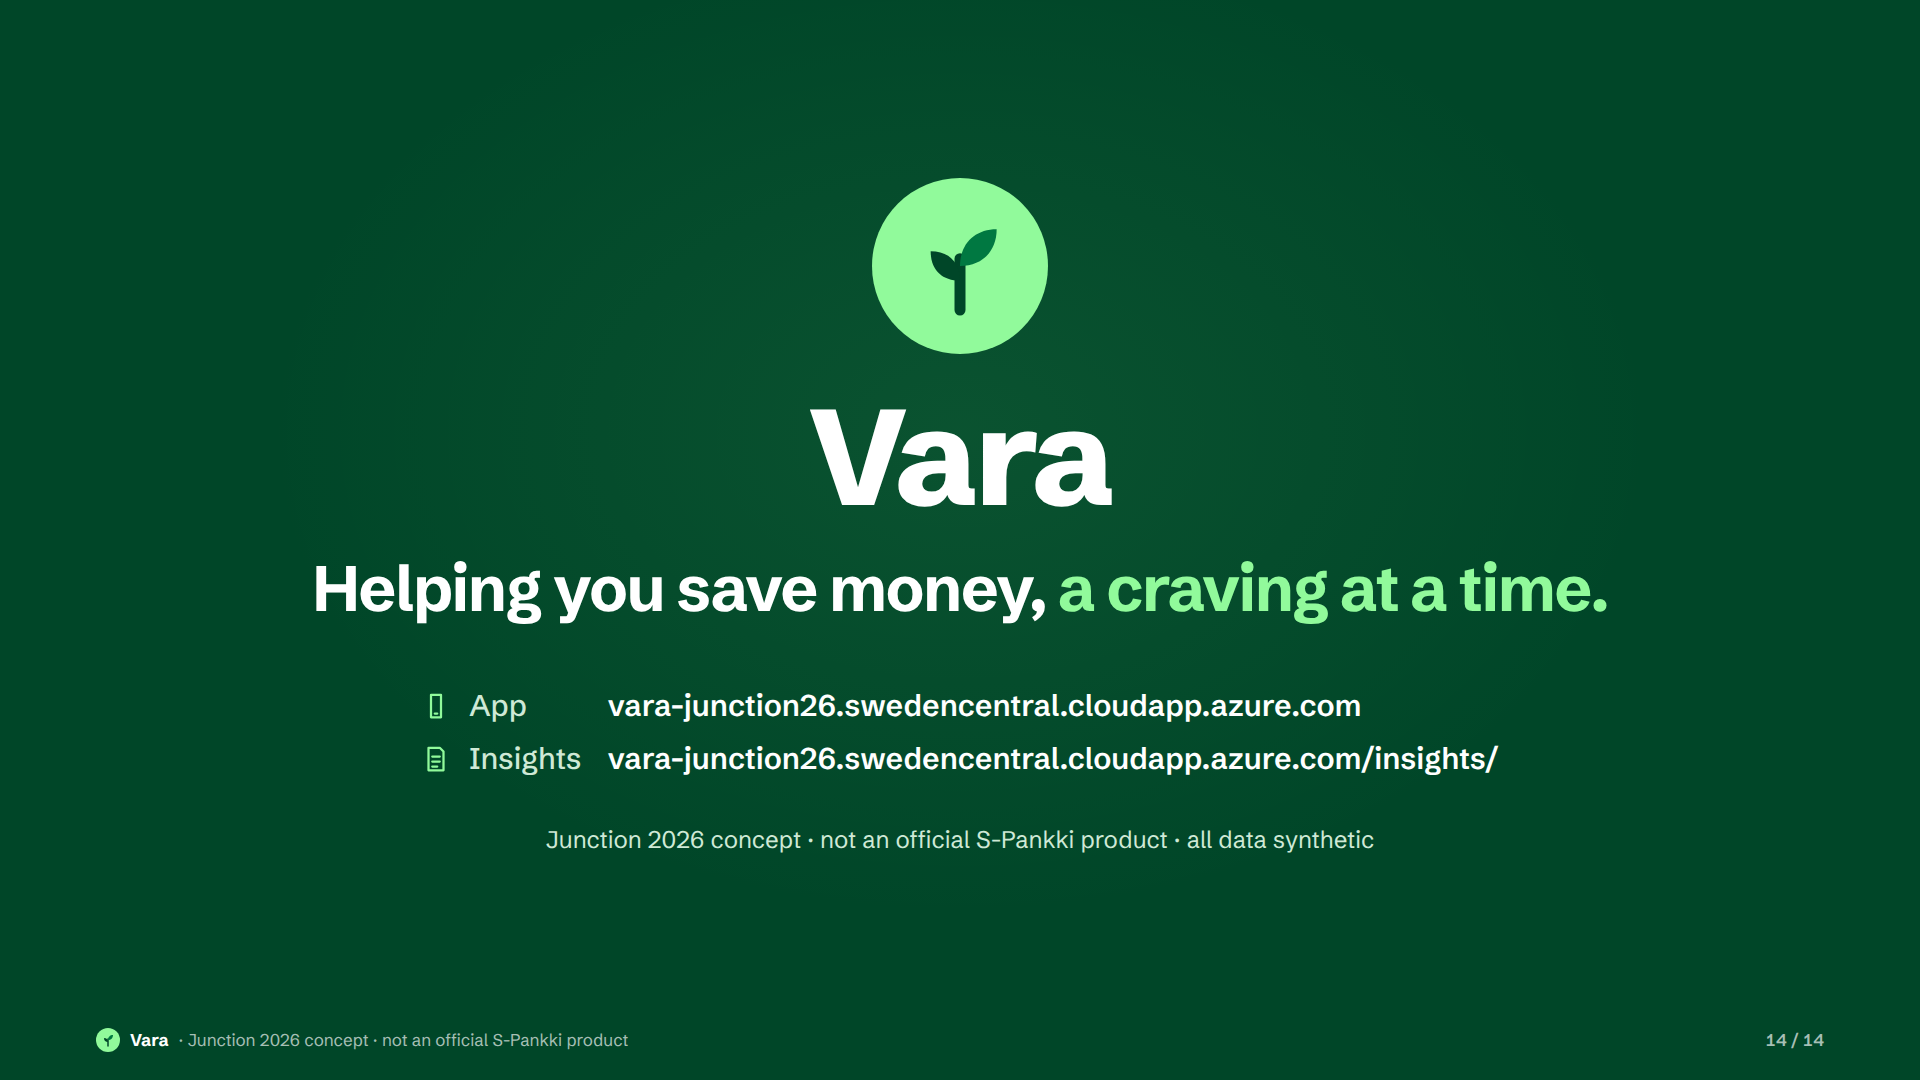 Vara
Helping you save money, a craving at a time.
App vara-junction26.swedencentral.cloudapp.azure.com
Insights vara-junction26.swedencentral.cloudapp.azure.com/insights/
Junction 2026 concept · not an official S-Pankki product · all data synthetic
Vara · Junction 2026 concept · not an official S-Pankki product
14 / 14